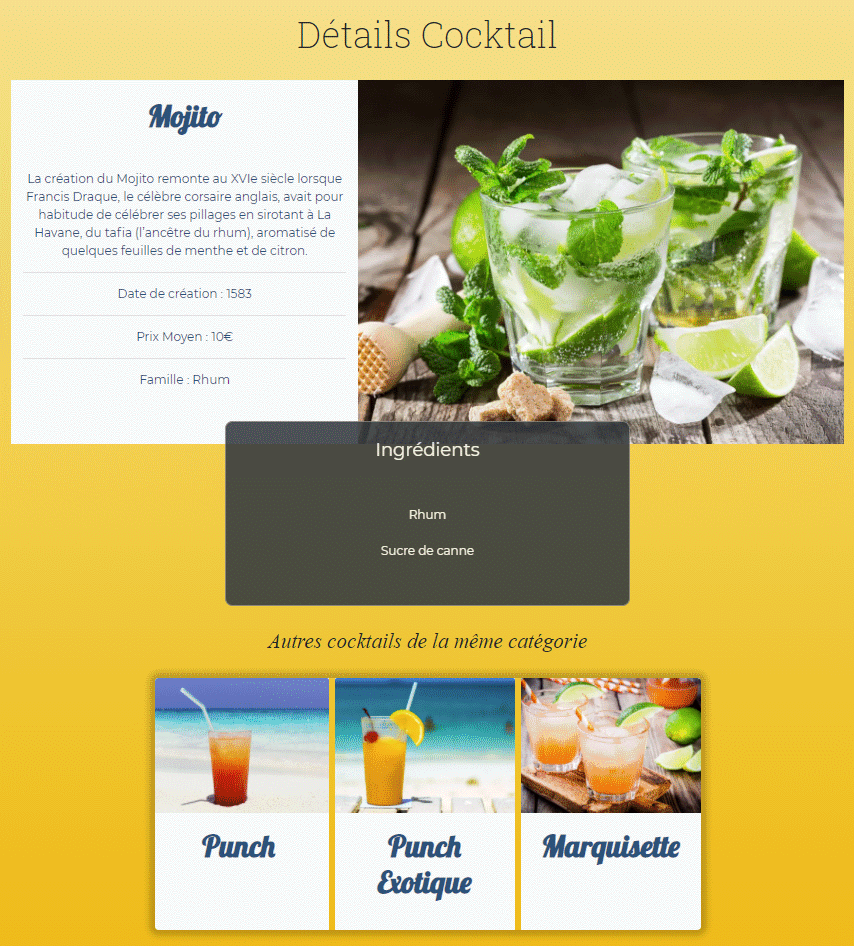 Détails Cocktail
Mojito
La création du Mojito remonte au XVIe siècle lorsque
Francis Draque, le célèbre corsaire anglais, avait pour
habitude de célébrer ses pillages en sirotant à La
Havane, du tafia (l'ancêtre du rhum), aromatisé de
quelques feuilles de menthe et de citron.
Date de création : 1583
Prix Moyen : 10€
Famille : Rhum
Ingrédients
Rhum
Sucre de canne
Autres cocktails de la même catégorie
Punch
Punch
Exotique
Marquisette